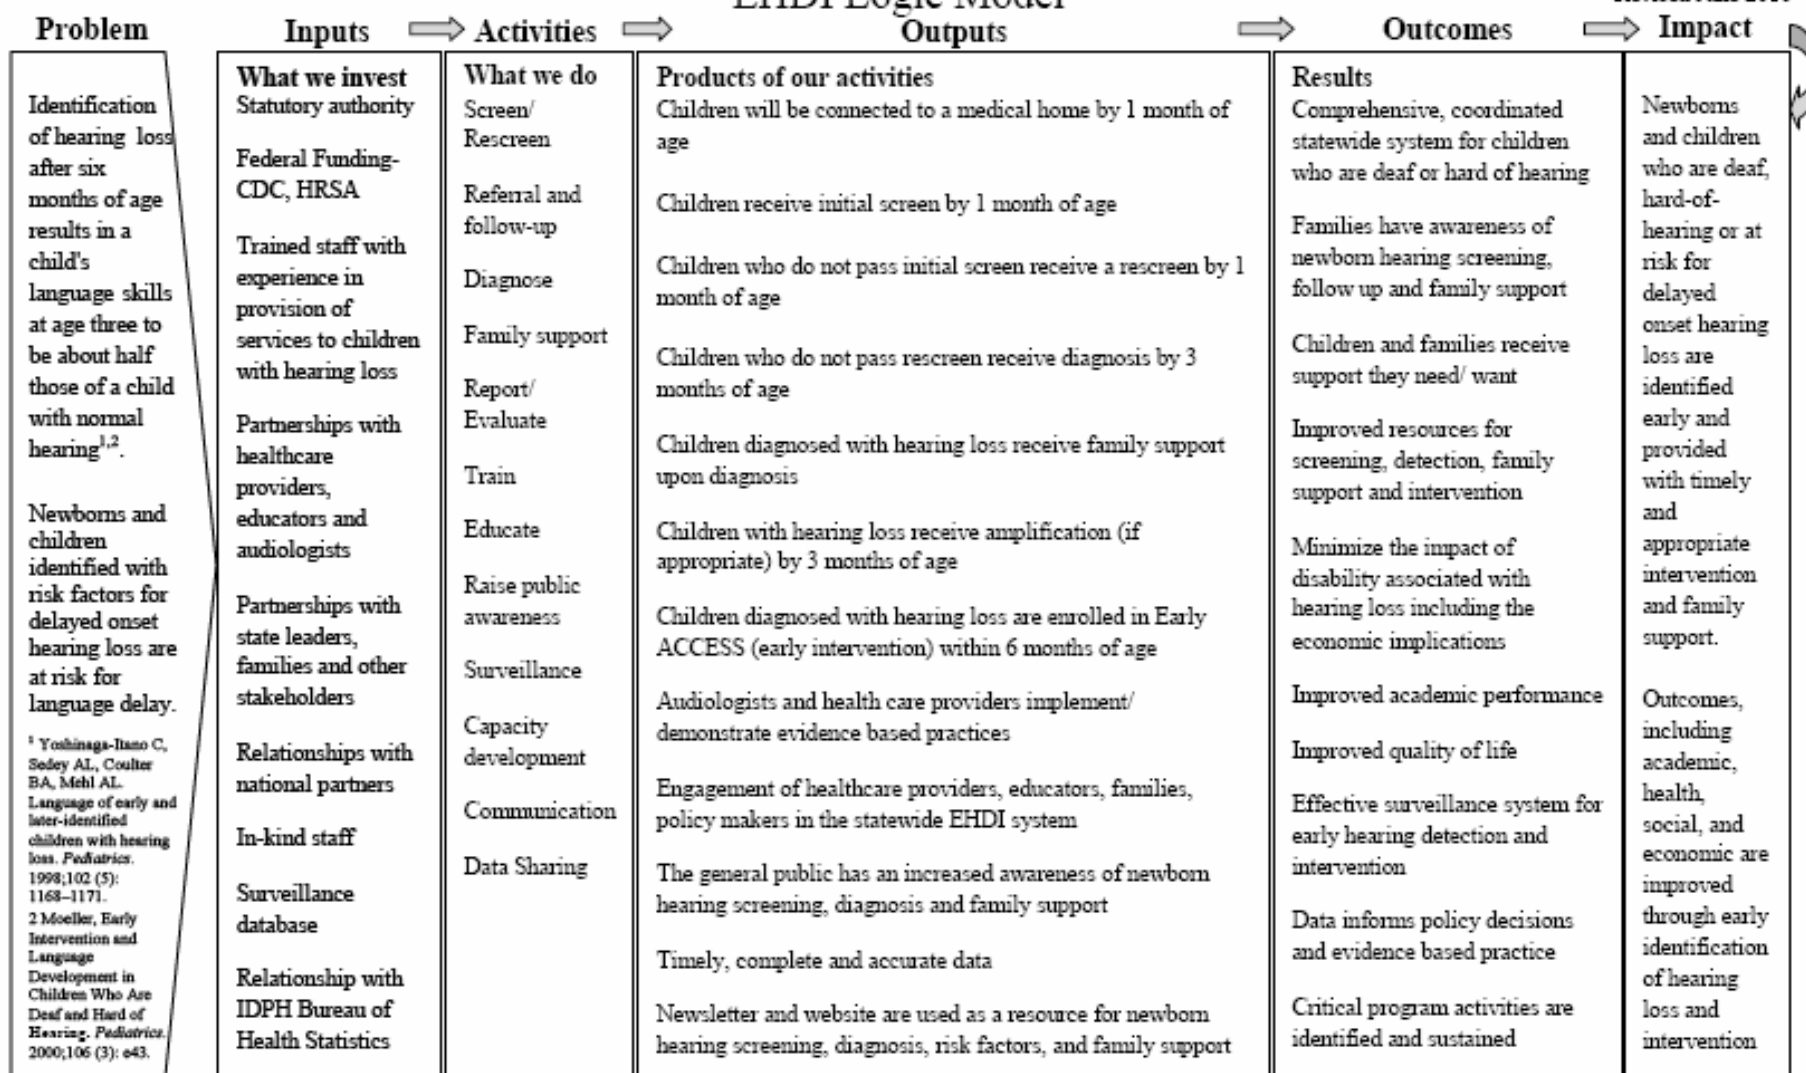 EHDI Logic Model
Problem
Inputs
Activities
Outputs
Outcomes
Impact
Identification
of hearing loss
after six
months of age
results in a
child's
language skills
at age three to
be about half
those of a child
with normal
hearing1,2.
Newborns and
children
identified with
risk factors for
delayed onset
hearing loss are
at risk for
language delay.
1 Yoshinaga-Itano C,
Sedey AL, Coulter
BA, Mehl AL.
Language of early and
later-identified
children with hearing
loss. Pediatrics.
1998;102 (5):
1168–1171.
2 Moeller, Early
Intervention and
Language
Development in
Children Who Are
Deaf and Hard of
Hearing. Pediatrics.
2000;106 (3): e43.
What we invest
Statutory authority
Federal Funding-
CDC, HRSA
Trained staff with
experience in
provision of
services to children
with hearing loss
Partnerships with
healthcare
providers,
educators and
audiologists
Partnerships with
state leaders,
families and other
stakeholders
Relationships with
national partners
In-kind staff
Surveillance
database
Relationship with
IDPH Bureau of
Health Statistics
What we do
Screen/
Rescreen
Referral and
follow-up
Diagnose
Family support
Report/
Evaluate
Train
Educate
Raise public
awareness
Surveillance
Capacity
development
Communication
Data Sharing
Products of our activities
Children will be connected to a medical home by 1 month of
age
Children receive initial screen by 1 month of age
Children who do not pass initial screen receive a rescreen by 1
month of age
Children who do not pass rescreen receive diagnosis by 3
months of age
Children diagnosed with hearing loss receive family support
upon diagnosis
Children with hearing loss receive amplification (if
appropriate) by 3 months of age
Children diagnosed with hearing loss are enrolled in Early
ACCESS (early intervention) within 6 months of age
Audiologists and health care providers implement/
demonstrate evidence based practices
Engagement of healthcare providers, educators, families,
policy makers in the statewide EHDI system
The general public has an increased awareness of newborn
hearing screening, diagnosis and family support
Timely, complete and accurate data
Newsletter and website are used as a resource for newborn
hearing screening, diagnosis, risk factors, and family support
Results
Comprehensive, coordinated
statewide system for children
who are deaf or hard of hearing
Families have awareness of
newborn hearing screening,
follow up and family support
Children and families receive
support they need/ want
Improved resources for
screening, detection, family
support and intervention
Minimize the impact of
disability associated with
hearing loss including the
economic implications
Improved academic performance
Improved quality of life
Effective surveillance system for
early hearing detection and
intervention
Data informs policy decisions
and evidence based practice
Critical program activities are
identified and sustained
Newborns
and children
who are deaf,
hard-of-
hearing or at
risk for
delayed
onset hearing
loss are
identified
early and
provided
with timely
and
appropriate
intervention
and family
support.
Outcomes,
including
academic,
health,
social, and
economic are
improved
through early
identification
of hearing
loss and
intervention